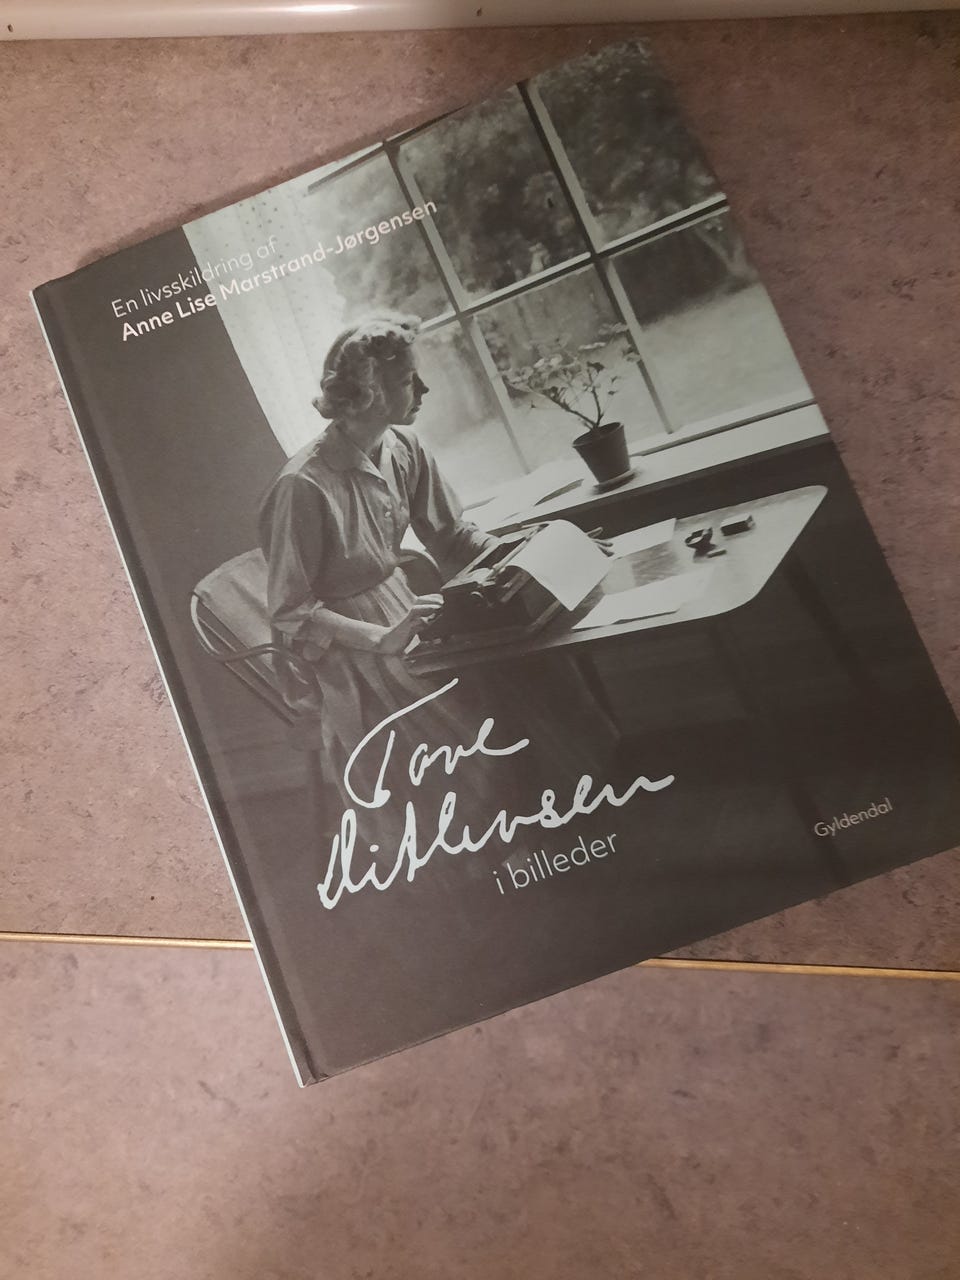 En livsskildring af
Anne Lise Marstrand-Jørgensen
Tove
Ditlevsen
i billeder
Gyldendal